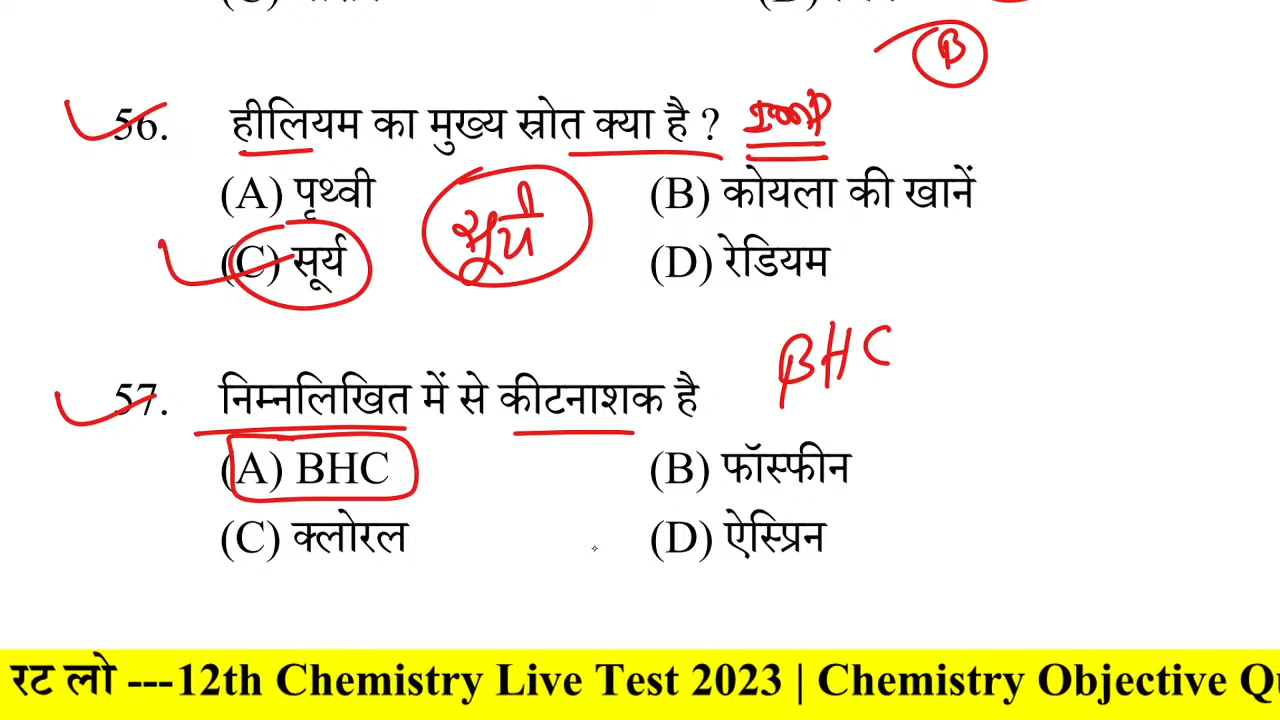 B
56. हीलियम का मुख्य स्रोत क्या है ?
(A) पृथ्वी
(B) कोयला की खानें
सूर्य
(C) सूर्य
(D) रेडियम
BHC
57. निम्नलिखित में से कीटनाशक है
(A) BHC
(B) फॉस्फीन
(C) क्लोरल
(D) ऐस्प्रिन
रट लो ---12th Chemistry Live Test 2023 | Chemistry Objective Qu